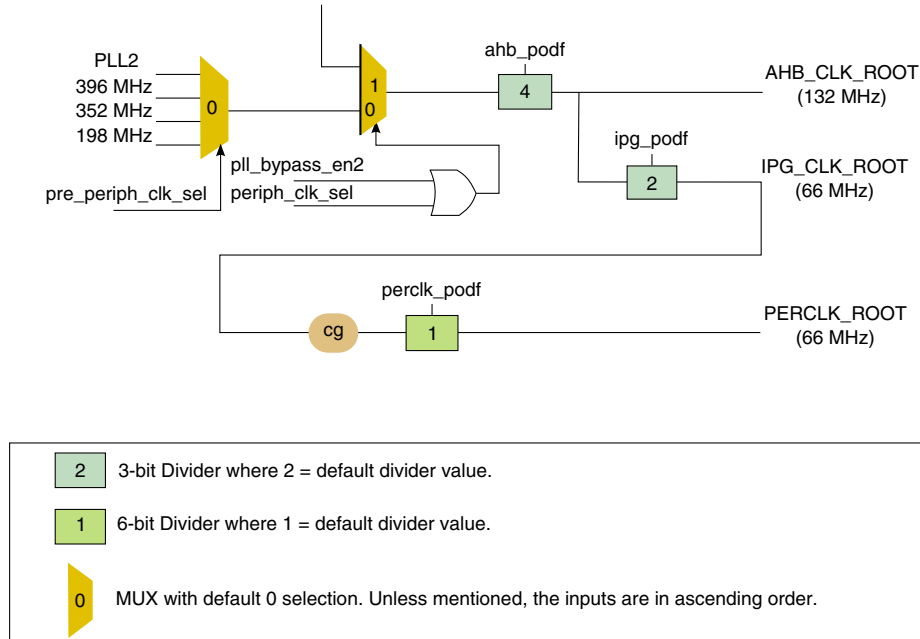 ahb_podf
PLL2
396 MHz
352 MHz
198 MHz
0
1
0
4
AHB_CLK_ROOT
(132 MHz)
ipg_podf
pll_bypass_en2
pre_periph_clk_sel
periph_clk_sel
2
IPG_CLK_ROOT
(66 MHz)
perclk_podf
cg
1
PERCLK_ROOT
(66 MHz)
2 3-bit Divider where 2 = default divider value.
1 6-bit Divider where 1 = default divider value.
0 MUX with default 0 selection. Unless mentioned, the inputs are in ascending order.